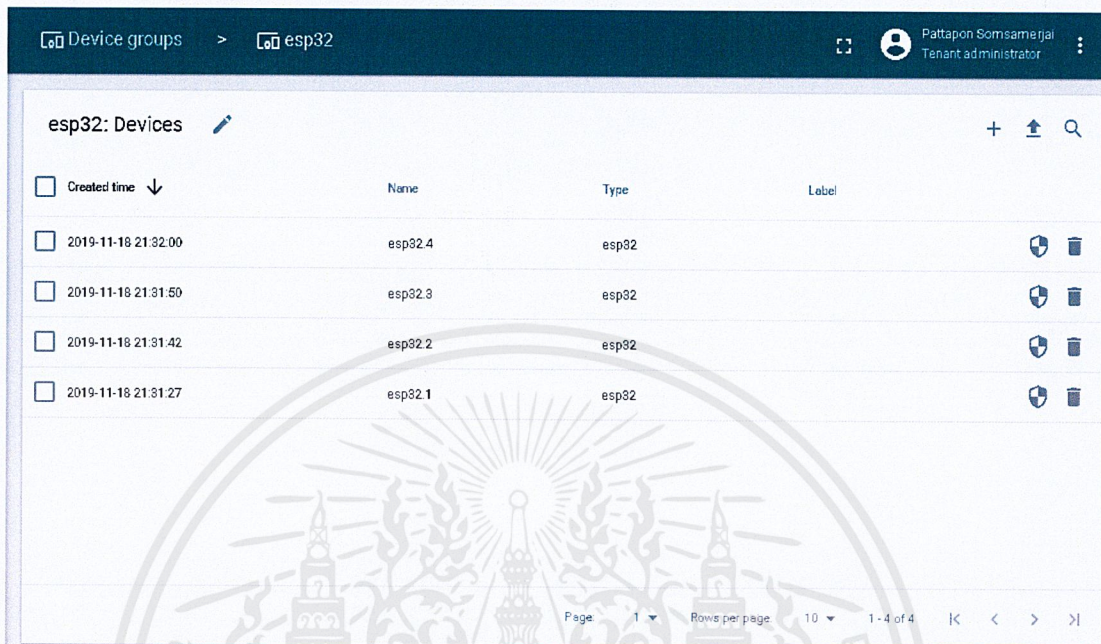 Device groups > esp32
Pattapon Somsamerjai
Tenant administrator
esp32: Devices
Created time Name Type Label
2019-11-18 21:32:00 esp32.4 esp32
2019-11-18 21:31:50 esp32.3 esp32
2019-11-18 21:31:42 esp32.2 esp32
2019-11-18 21:31:27 esp32.1 esp32
Page: 1 Rows per page: 10 1 - 4 of 4